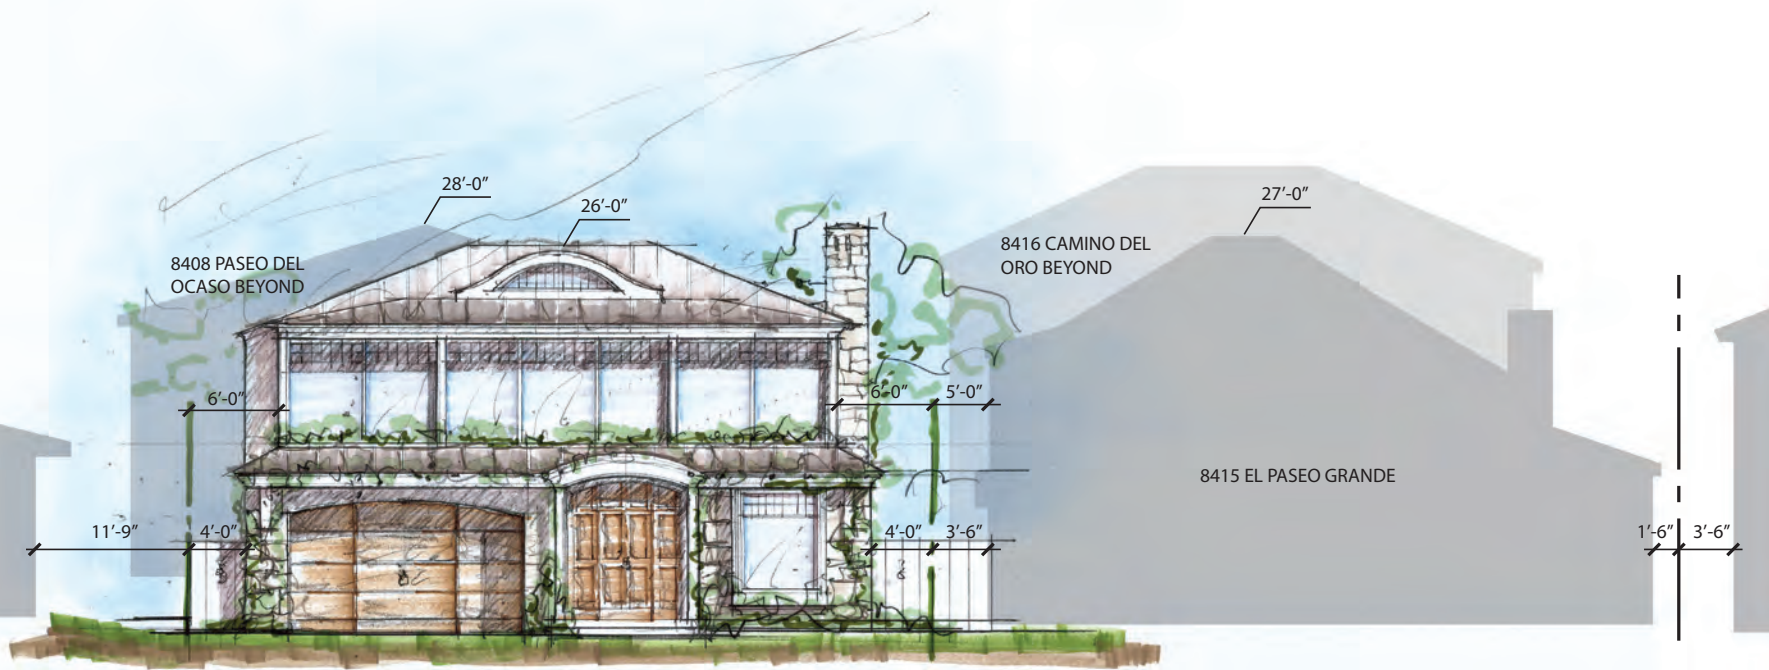 28’-0”
26’-0”
27’-0”
8408 PASEO DEL
OCASO BEYOND
8416 CAMINO DEL
ORO BEYOND
6’-0”
6’-0”
5’-0”
8415 EL PASEO GRANDE
11’-9”
4’-0”
4’-0”
3’-6”
1’-6”
3’-6”